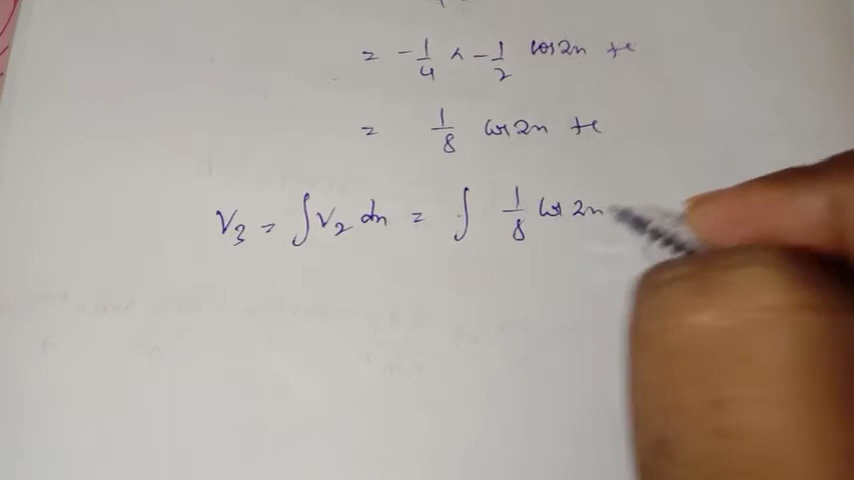 = -1/4 × -1/2 cos2x +c
= 1/8 cos2x +c
V₃ = ∫V₂ dx = ∫ 1/8 cos 2x